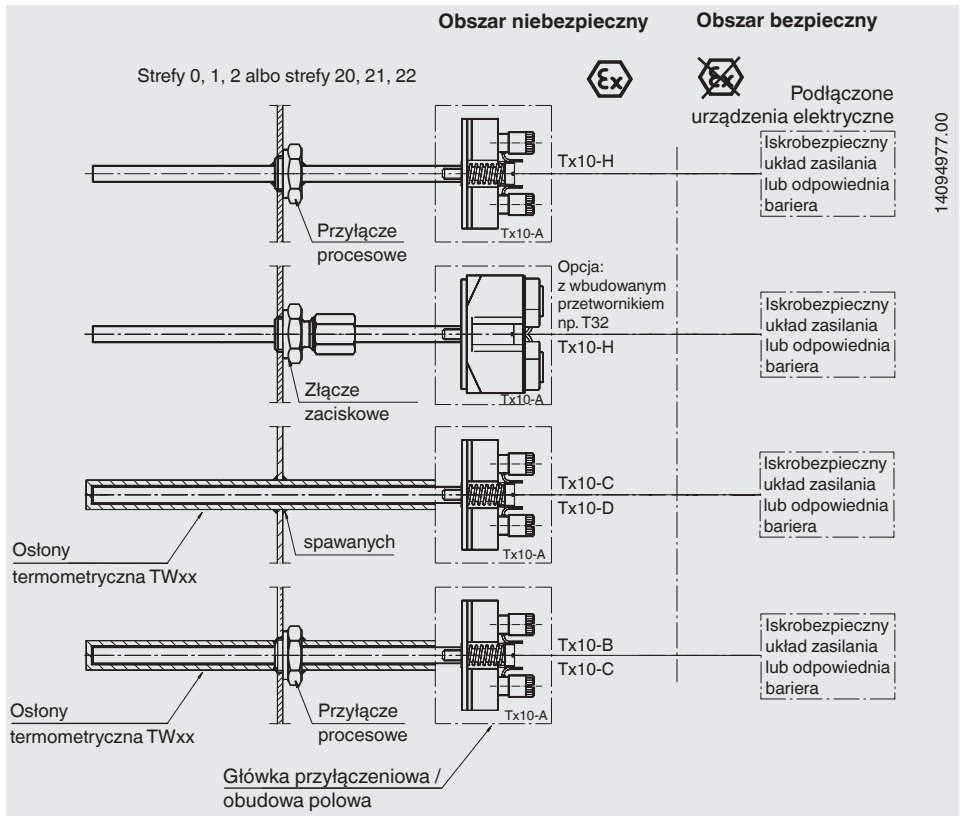 Obszar niebezpieczny
Obszar bezpieczny
Strefy 0, 1, 2 albo strefy 20, 21, 22
Ex
Ex
Podłączone
urządzenia elektryczne
14094977.00
Tx10-H
Iskrobezpieczny
układ zasilania
lub odpowiednia
bariera
Przyłącze
procesowe
Tx10-A
Opcja:
z wbudowanym
przetwornikiem
np. T32
Tx10-H
Iskrobezpieczny
układ zasilania
lub odpowiednia
bariera
Złącze
zaciskowe
Tx10-A
Tx10-C
Tx10-D
Iskrobezpieczny
układ zasilania
lub odpowiednia
bariera
Osłony
termometryczna TWxx
spawanych
Tx10-A
Tx10-B
Tx10-C
Iskrobezpieczny
układ zasilania
lub odpowiednia
bariera
Osłony
termometryczna TWxx
Przyłącze
procesowe
Tx10-A
Główka przyłączeniowa /
obudowa polowa